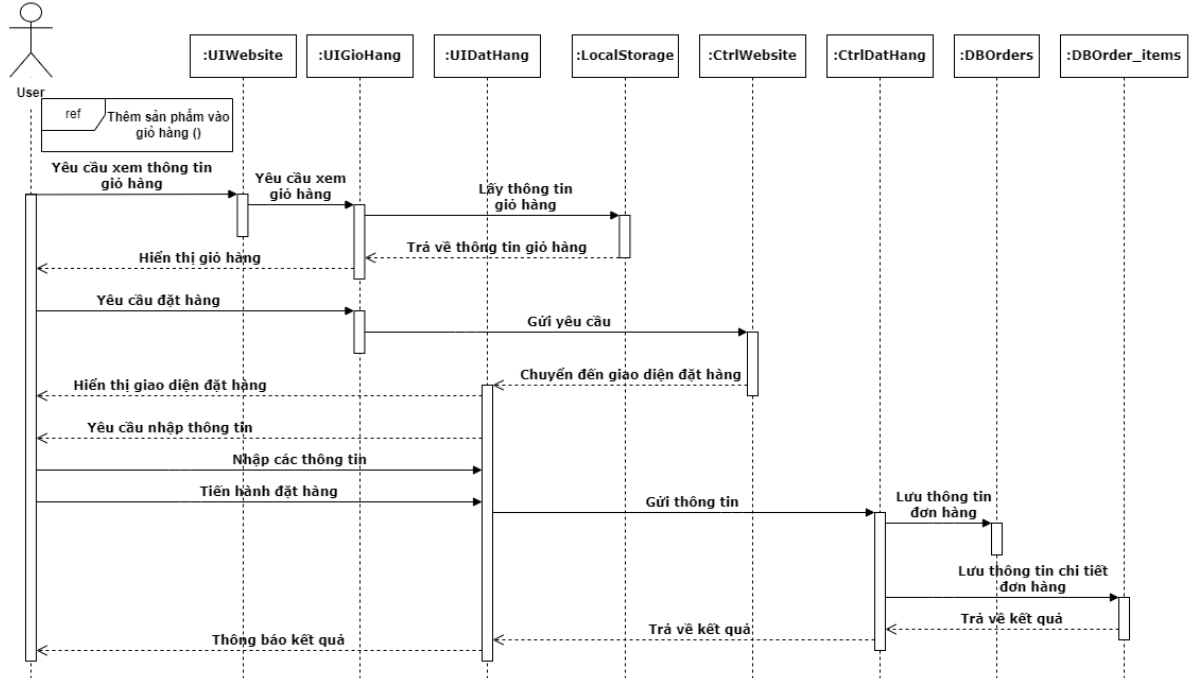 :UIWebsite
:UIGioHang
:UIDatHang
:LocalStorage
:CtrlWebsite
:CtrlDatHang
:DBOrders
:DBOrder_items
User
ref
Thêm sản phẩm vào
giỏ hàng ()
Yêu cầu xem thông tin
giỏ hàng
Yêu cầu xem
giỏ hàng
Lấy thông tin
giỏ hàng
Trả về thông tin giỏ hàng
Hiển thị giỏ hàng
Yêu cầu đặt hàng
Gửi yêu cầu
Chuyển đến giao diện đặt hàng
Hiển thị giao diện đặt hàng
Yêu cầu nhập thông tin
Nhập các thông tin
Tiến hành đặt hàng
Gửi thông tin
Lưu thông tin
đơn hàng
Lưu thông tin chi tiết
đơn hàng
Trả về kết quả
Trả về kết quả
Thông báo kết quả